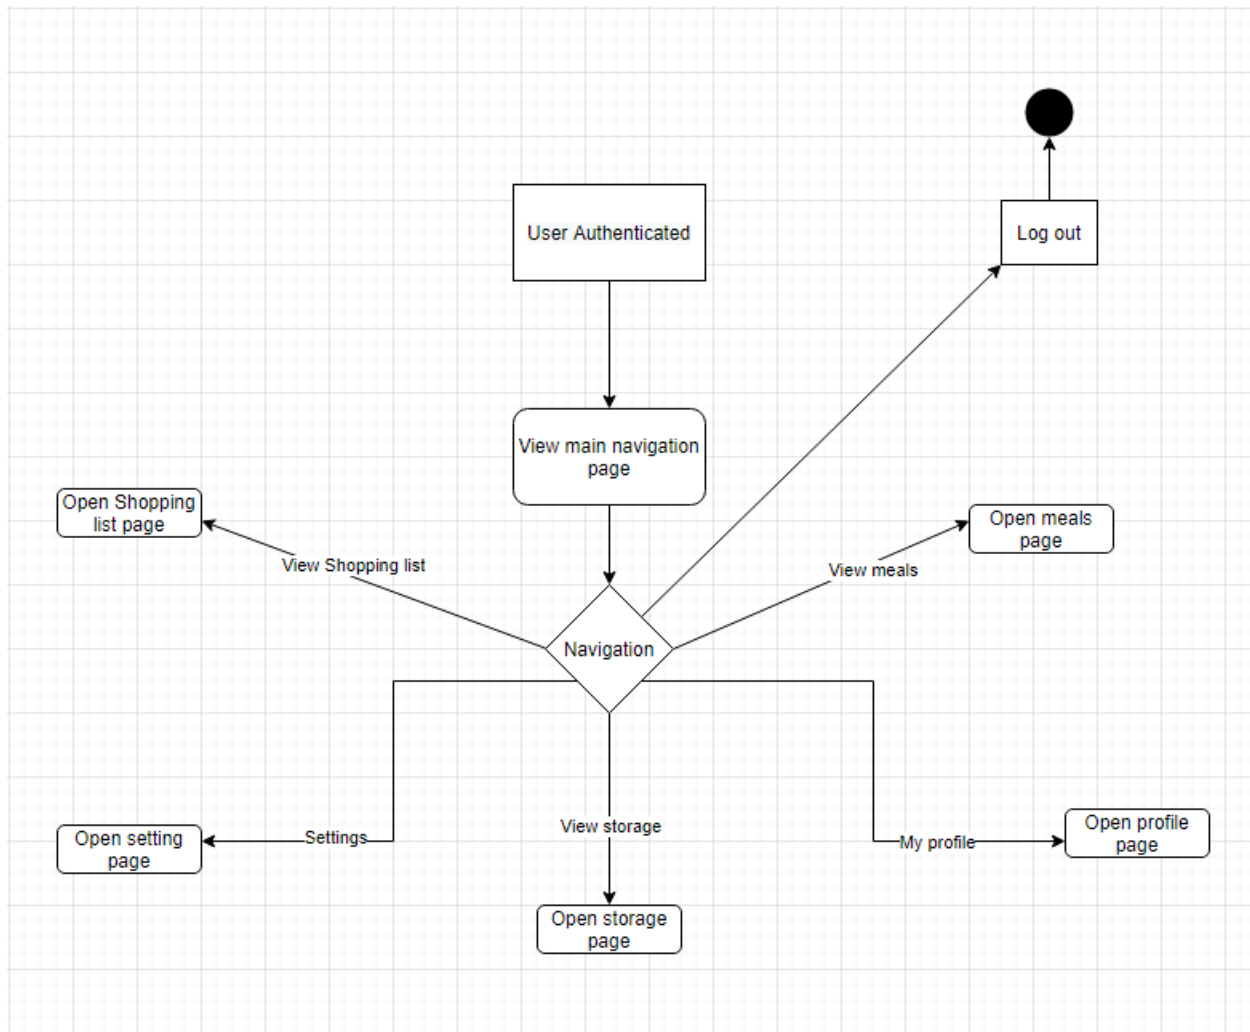 User Authenticated
Log out
View main navigation
page
Open Shopping
list page
Open meals
page
View Shopping list
View meals
Navigation
Settings
View storage
My profile
Open setting
page
Open profile
page
Open storage
page